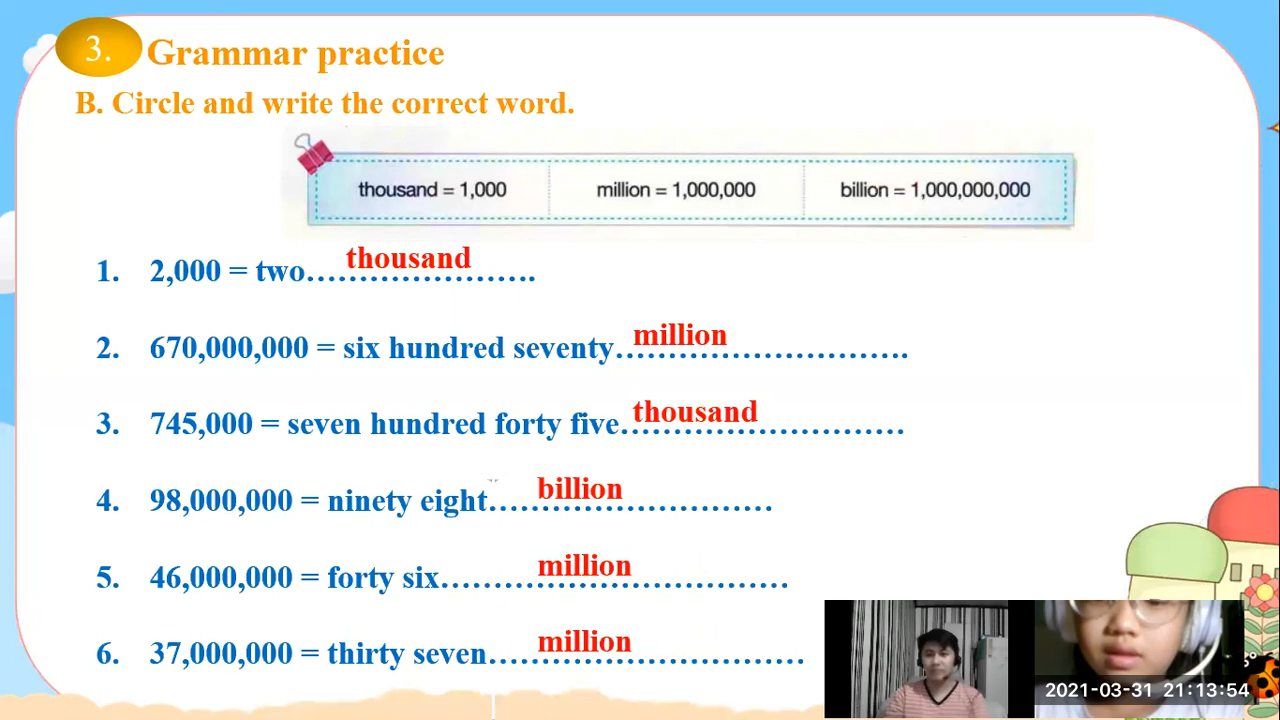 3. Grammar practice
B. Circle and write the correct word.
thousand = 1,000 million = 1,000,000 billion = 1,000,000,000
1. 2,000 = two………………….. thousand
2. 670,000,000 = six hundred seventy…………………………. million
3. 745,000 = seven hundred forty five………………………… thousand
4. 98,000,000 = ninety eight………………………… billion
5. 46,000,000 = forty six……………………………… million
6. 37,000,000 = thirty seven…………………………… million
2021-03-31 21:13:54